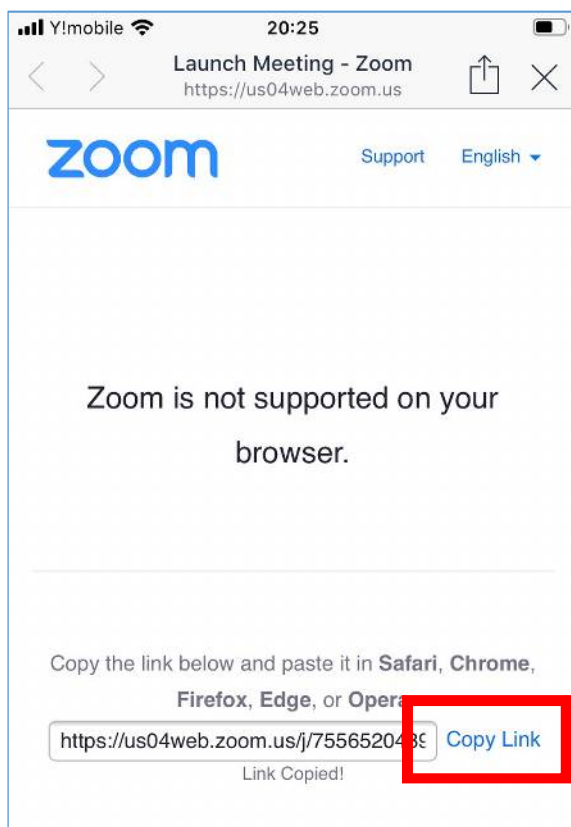 Y!mobile 20:25
Launch Meeting - Zoom
https://us04web.zoom.us
zoom Support English
Zoom is not supported on your
browser.
Copy the link below and paste it in Safari, Chrome,
Firefox, Edge, or Opera
https://us04web.zoom.us/j/7556520489 Copy Link
Link Copied!